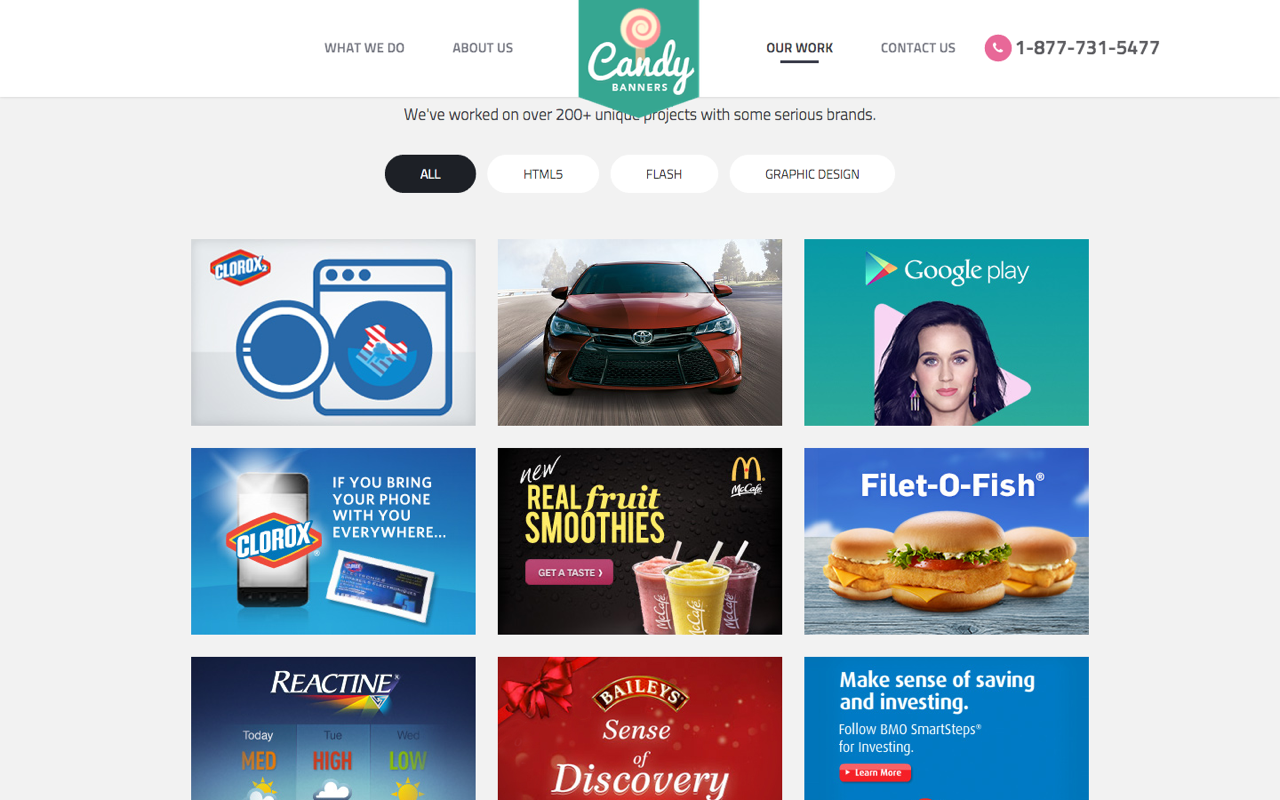 WHAT WE DO
ABOUT US
Candy
BANNERS
OUR WORK
CONTACT US
1-877-731-5477
We've worked on over 200+ unique projects with some serious brands.
ALL
HTML5
FLASH
GRAPHIC DESIGN
CLOROX2
Google play
CLOROX®
IF YOU BRING
YOUR PHONE
WITH YOU
EVERYWHERE...
new
REAL fruit
SMOOTHIES
GET A TASTE
McCafé
McCafé
McCafé
McCafé
Filet-O-Fish®
REACTINE
Today
MED
Tue
HIGH
Wed
LOW
BAILEYS
Sense
of
Discovery
Make sense of saving
and investing.
Follow BMO SmartSteps®
for Investing.
Learn More